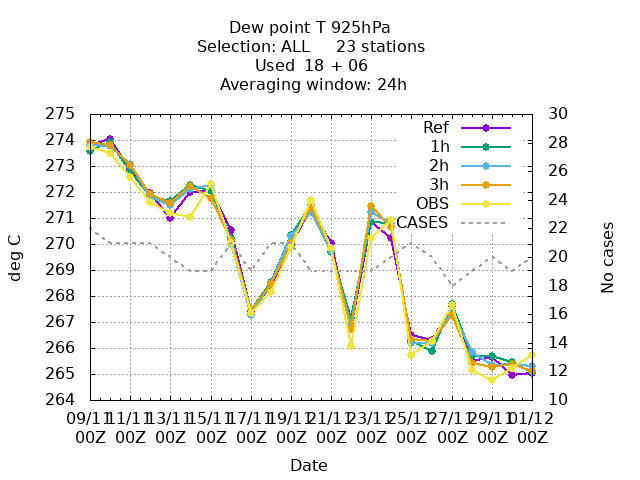 Dew point T 925hPa
Selection: ALL     23 stations
Used  18 + 06
Averaging window: 24h
275
274
273
272
271
270
269
268
267
266
265
264
deg C
30
28
26
24
22
20
18
16
14
12
10
No cases
Ref
1h
2h
3h
OBS
CASES
09/11 11/11 13/11 15/11 17/11 19/11 21/11 23/11 25/11 27/11 29/11 01/12
00Z 00Z 00Z 00Z 00Z 00Z 00Z 00Z 00Z 00Z 00Z 00Z
Date